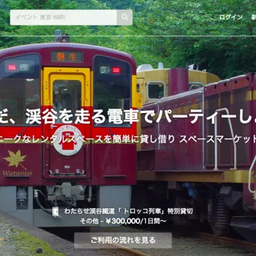 イベント 東京 WiFi
ログイン
だ、渓谷を走る電車でパーティーしよ
ニークなレンタルスペースを簡単に貸し借り スペースマーケット
Watarase
わたらせ渓谷鐵道「トロッコ列車」特別貸切
その他 - ¥300,000/1日間〜
ご利用の流れを見る